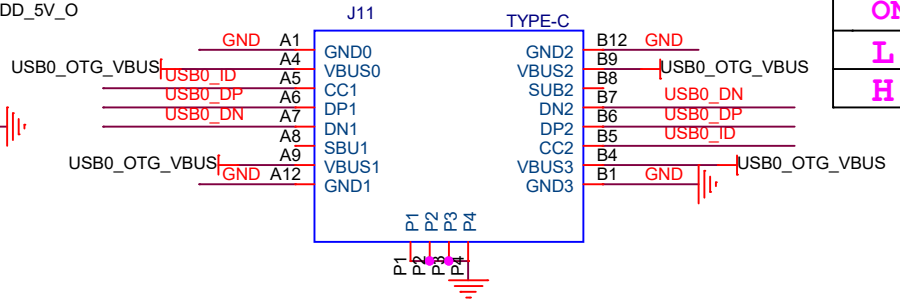 DD_5V_O
J11
TYPE-C
ON
L
H
GND A1 GND0
USB0_OTG_VBUS A4 VBUS0
USB0_ID A5 CC1
USB0_DP A6 DP1
USB0_DN A7 DN1
A8 SBU1
USB0_OTG_VBUS A9 VBUS1
GND A12 GND1
GND2 B12 GND
VBUS2 B9 USB0_OTG_VBUS
SUB2 B8
DN2 B7 USB0_DN
DP2 B6 USB0_DP
CC2 B5 USB0_ID
VBUS3 B4 USB0_OTG_VBUS
GND3 B1 GND
P1 P2 P3 P4
P1 P2 P3 P4